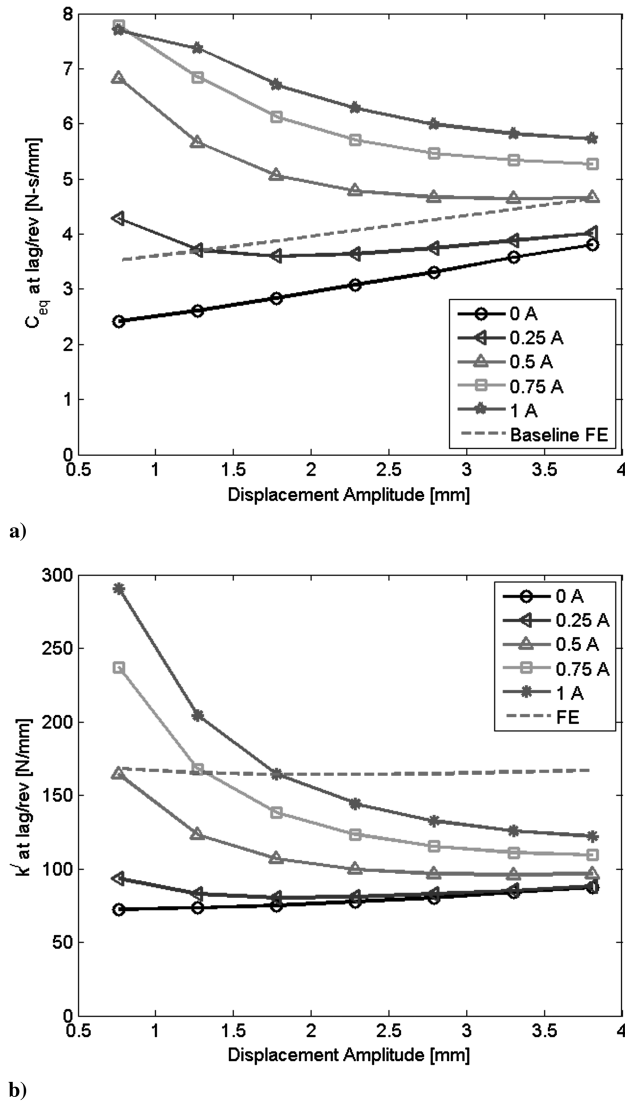 8
7
6
5
4
3
2
1
0
C_eq at lag/rev [N-s/mm]
0 A
0.25 A
0.5 A
0.75 A
1 A
Baseline FE
0.5 1 1.5 2 2.5 3 3.5 4
Displacement Amplitude [mm]
a)
300
250
200
150
100
50
0
k′ at lag/rev [N/mm]
0 A
0.25 A
0.5 A
0.75 A
1 A
FE
0.5 1 1.5 2 2.5 3 3.5 4
Displacement Amplitude [mm]
b)